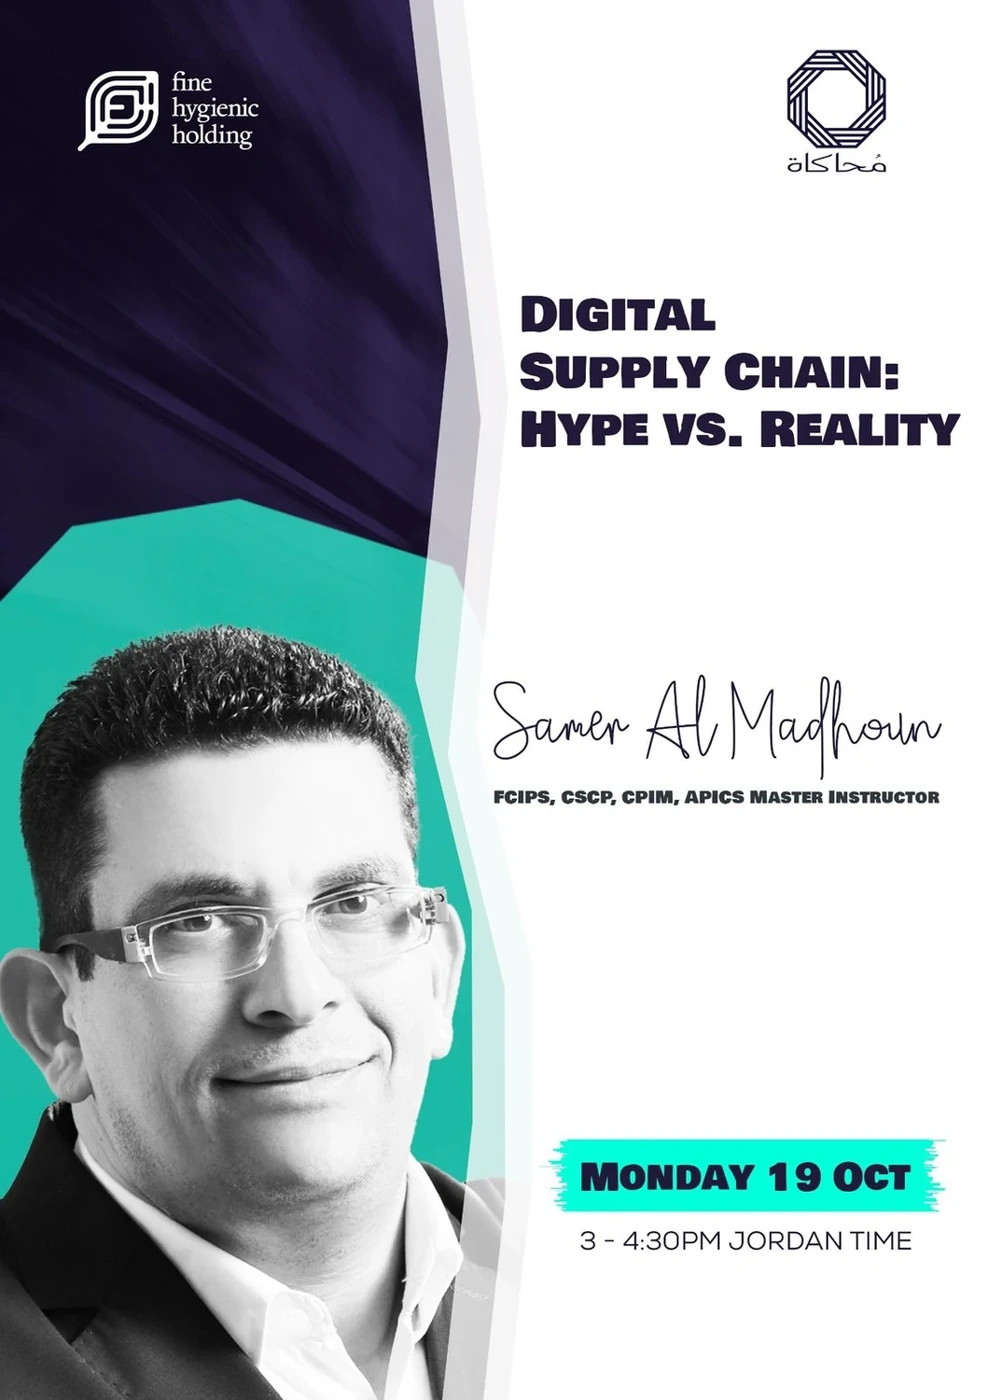 fine
hygienic
holding
مُحاكاة
DIGITAL
SUPPLY CHAIN:
HYPE VS. REALITY
Samer Al Madhoun
FCIPS, CSCP, CPIM, APICS MASTER INSTRUCTOR
MONDAY 19 OCT
3 - 4:30PM JORDAN TIME